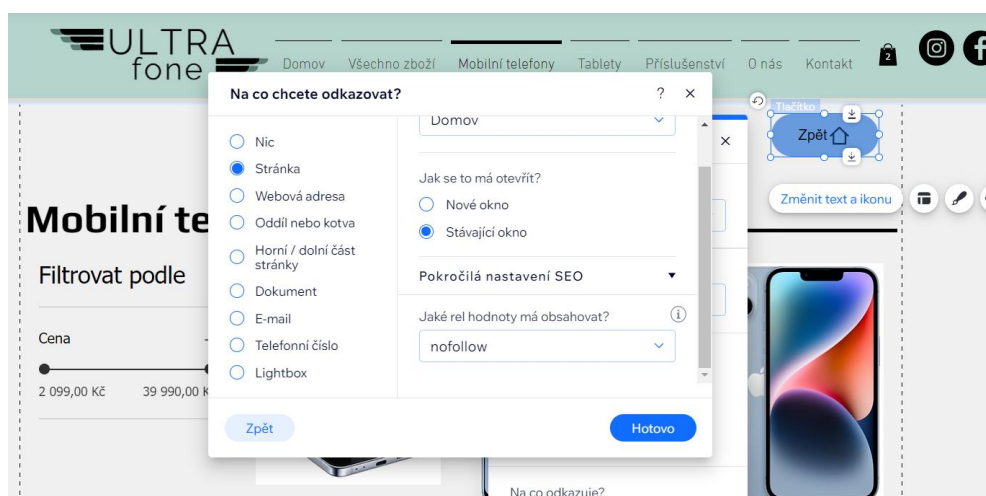 ULTRA
fone
Domov Všechno zboží Mobilní telefony Tablety Příslušenství O nás Kontakt
2
Na co chcete odkazovat? ? ×
Tlačítko
Zpět
Domov
×
Nic
Stránka
Jak se to má otevřít?
Webová adresa
Nové okno
Změnit text a ikonu
Mobilní te
Oddíl nebo kotva
Stávající okno
Horní / dolní část
stránky
Filtrovat podle
Pokročilá nastavení SEO
Dokument
E-mail
Jaké rel hodnoty má obsahovat? i
Cena -
Telefonní číslo
nofollow
Lightbox
2 099,00 Kč 39 990,00 K
Zpět
Hotovo
Na co odkazuje?